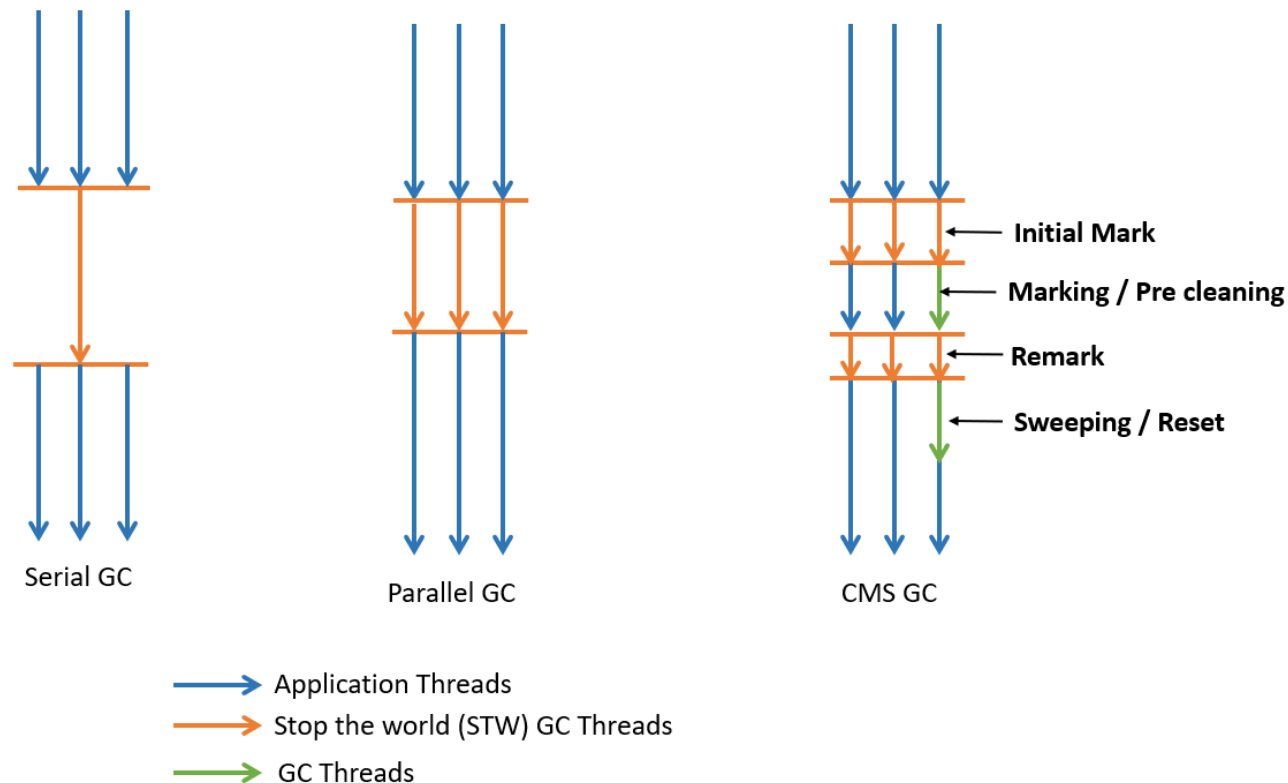 Initial Mark
Marking / Pre cleaning
Remark
Sweeping / Reset
Serial GC
Parallel GC
CMS GC
Application Threads
Stop the world (STW) GC Threads
GC Threads